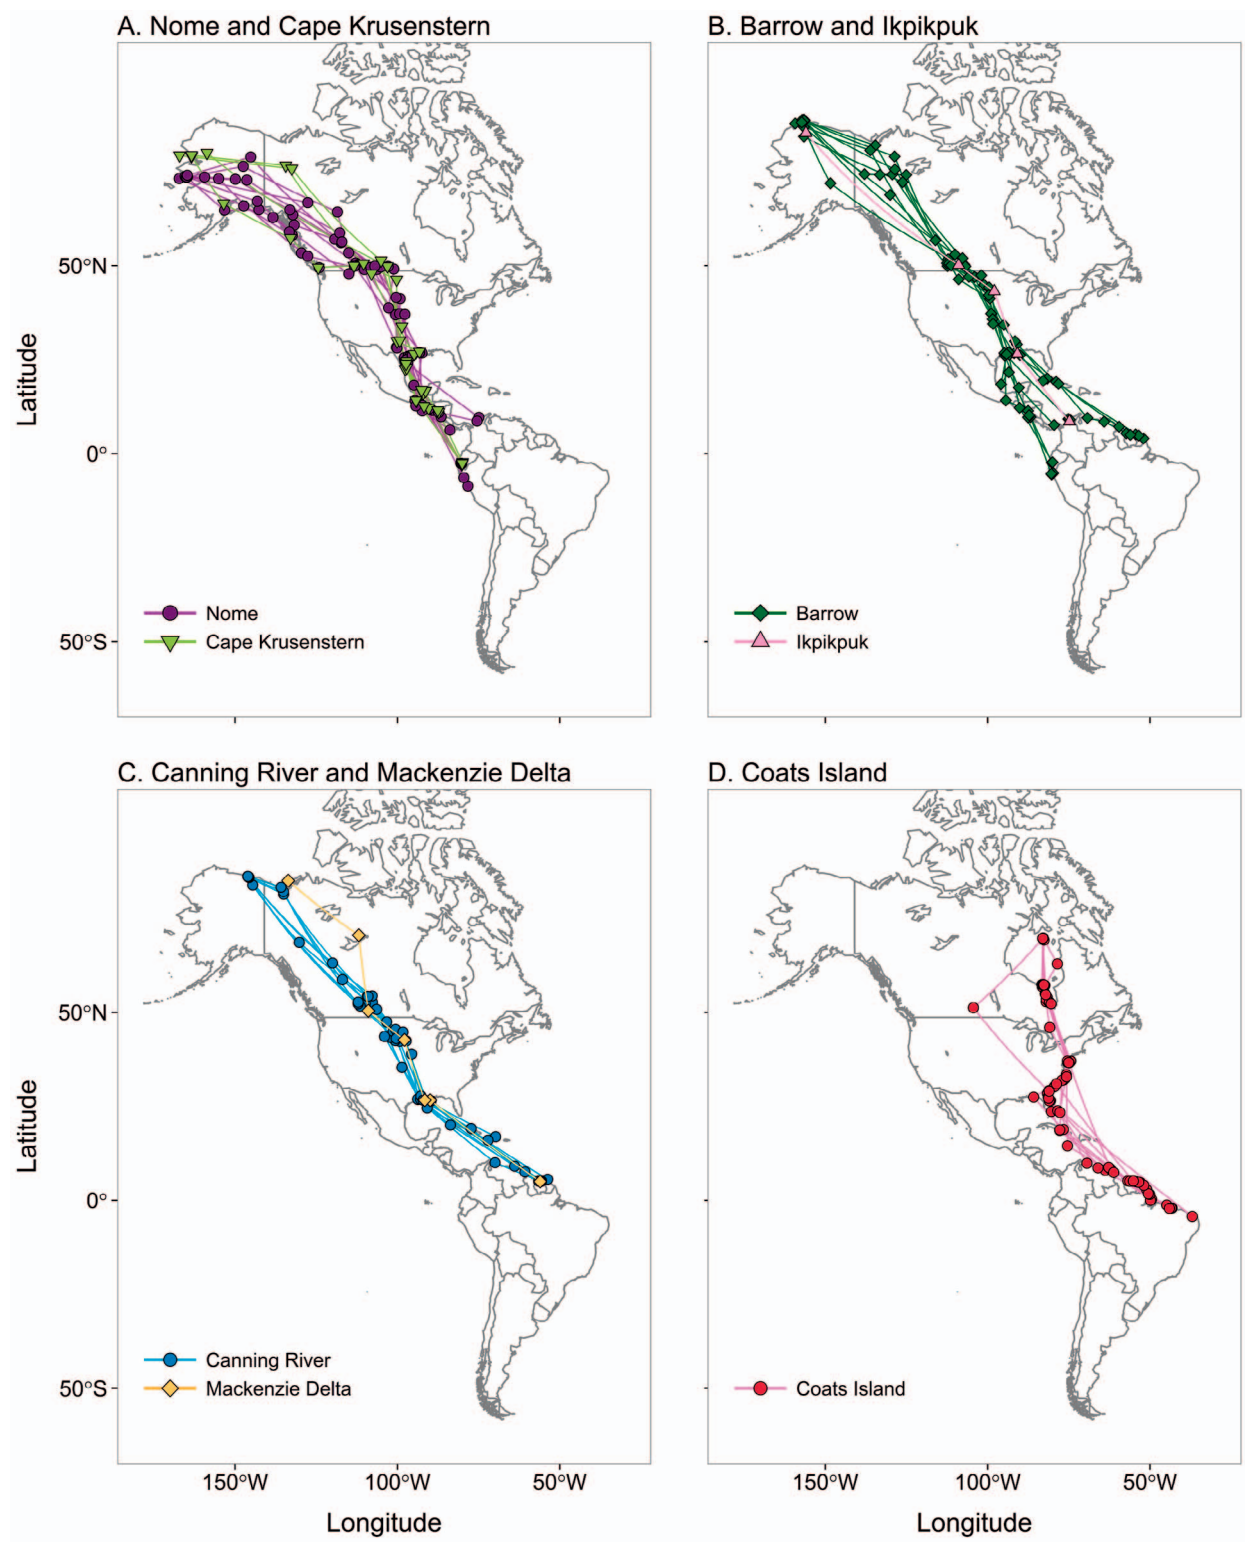 A. Nome and Cape Krusenstern
B. Barrow and Ikpikpuk
50°N
0°
50°S
Latitude
Nome
Cape Krusenstern
Barrow
Ikpikpuk
C. Canning River and Mackenzie Delta
D. Coats Island
50°N
0°
50°S
Latitude
Canning River
Mackenzie Delta
Coats Island
150°W 100°W 50°W
150°W 100°W 50°W
Longitude
Longitude